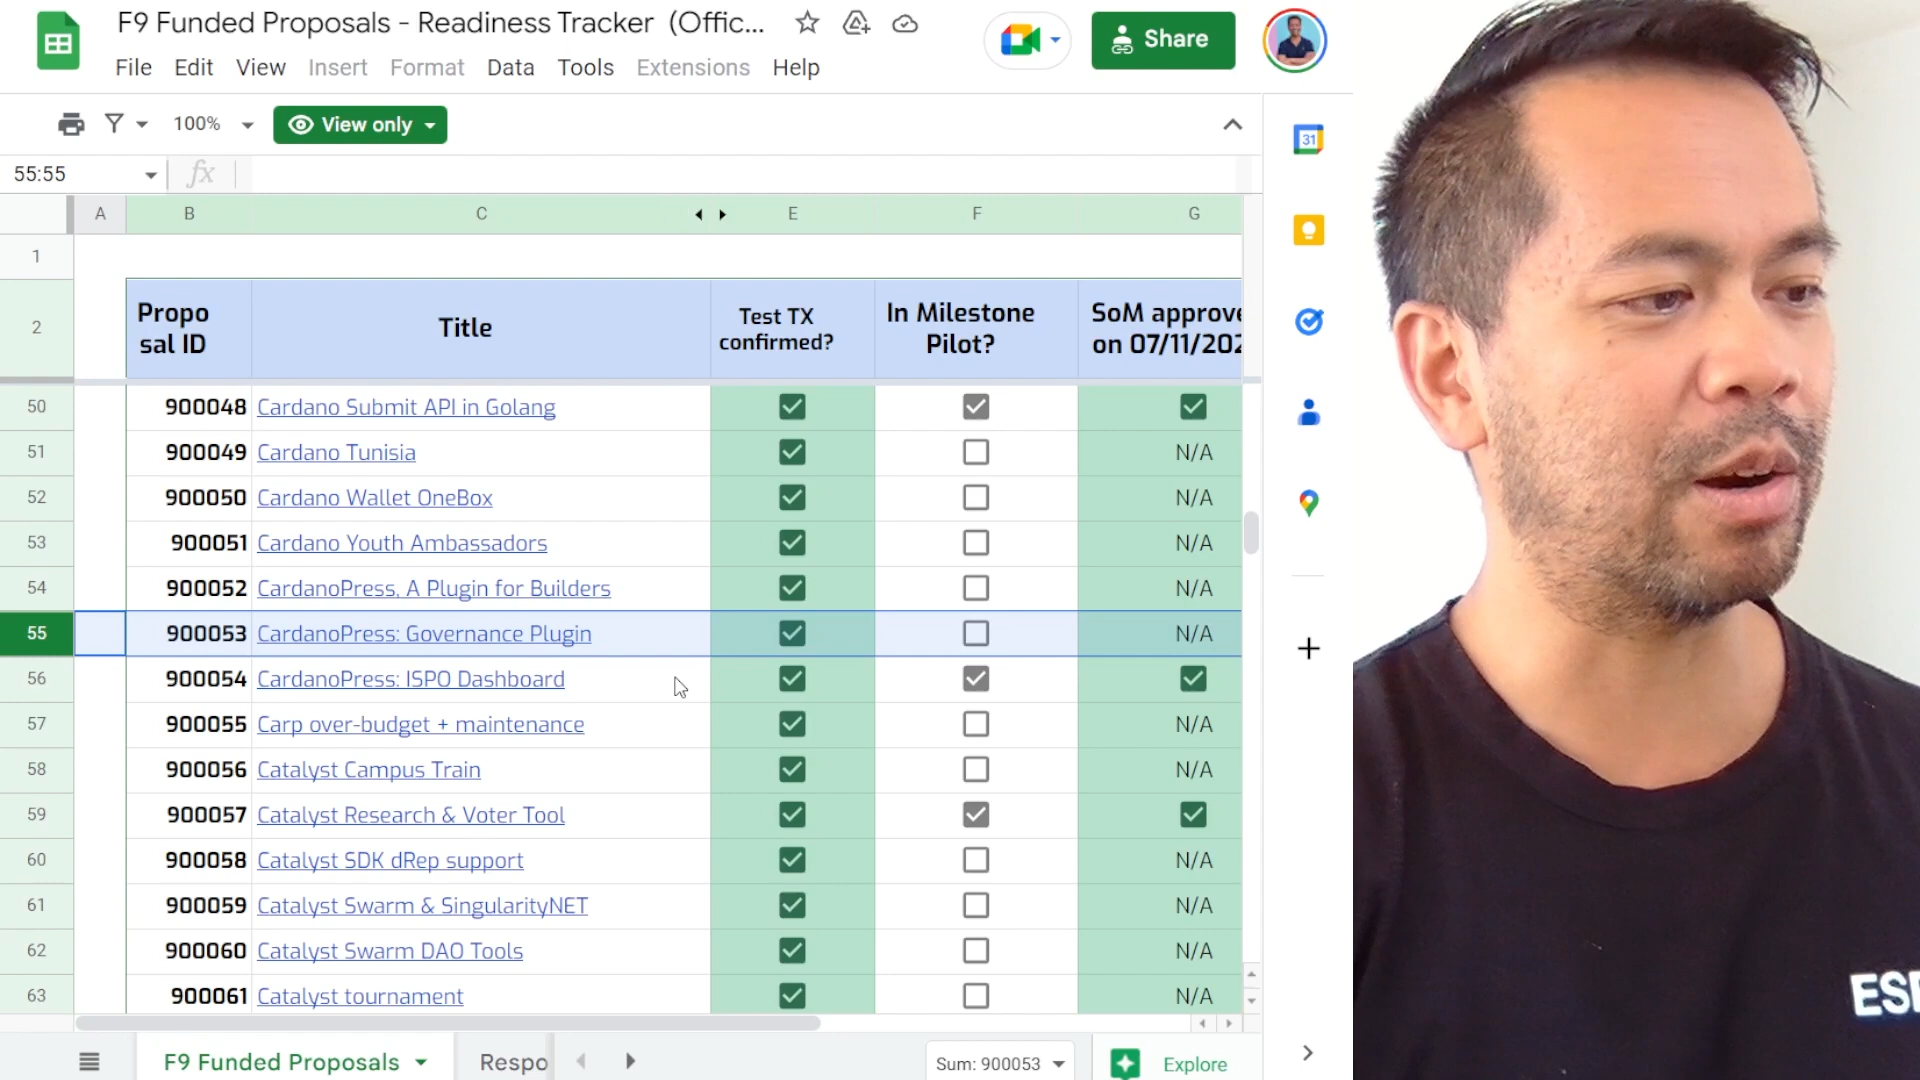 F9 Funded Proposals - Readiness Tracker (Offic...
File Edit View Insert Format Data Tools Extensions Help
Share
100%
View only
55:55
fx
31
A B C E F G
1
2 Propo sal ID Title Test TX confirmed? In Milestone Pilot? SoM approve on 07/11/202
50 900048 Cardano Submit API in Golang
51 900049 Cardano Tunisia N/A
52 900050 Cardano Wallet OneBox N/A
53 900051 Cardano Youth Ambassadors N/A
54 900052 CardanoPress, A Plugin for Builders N/A
55 900053 CardanoPress: Governance Plugin N/A
56 900054 CardanoPress: ISPO Dashboard
57 900055 Carp over-budget + maintenance N/A
58 900056 Catalyst Campus Train N/A
59 900057 Catalyst Research & Voter Tool
60 900058 Catalyst SDK dRep support N/A
61 900059 Catalyst Swarm & SingularityNET N/A
62 900060 Catalyst Swarm DAO Tools N/A
63 900061 Catalyst tournament N/A
F9 Funded Proposals Respo Sum: 900053 Explore